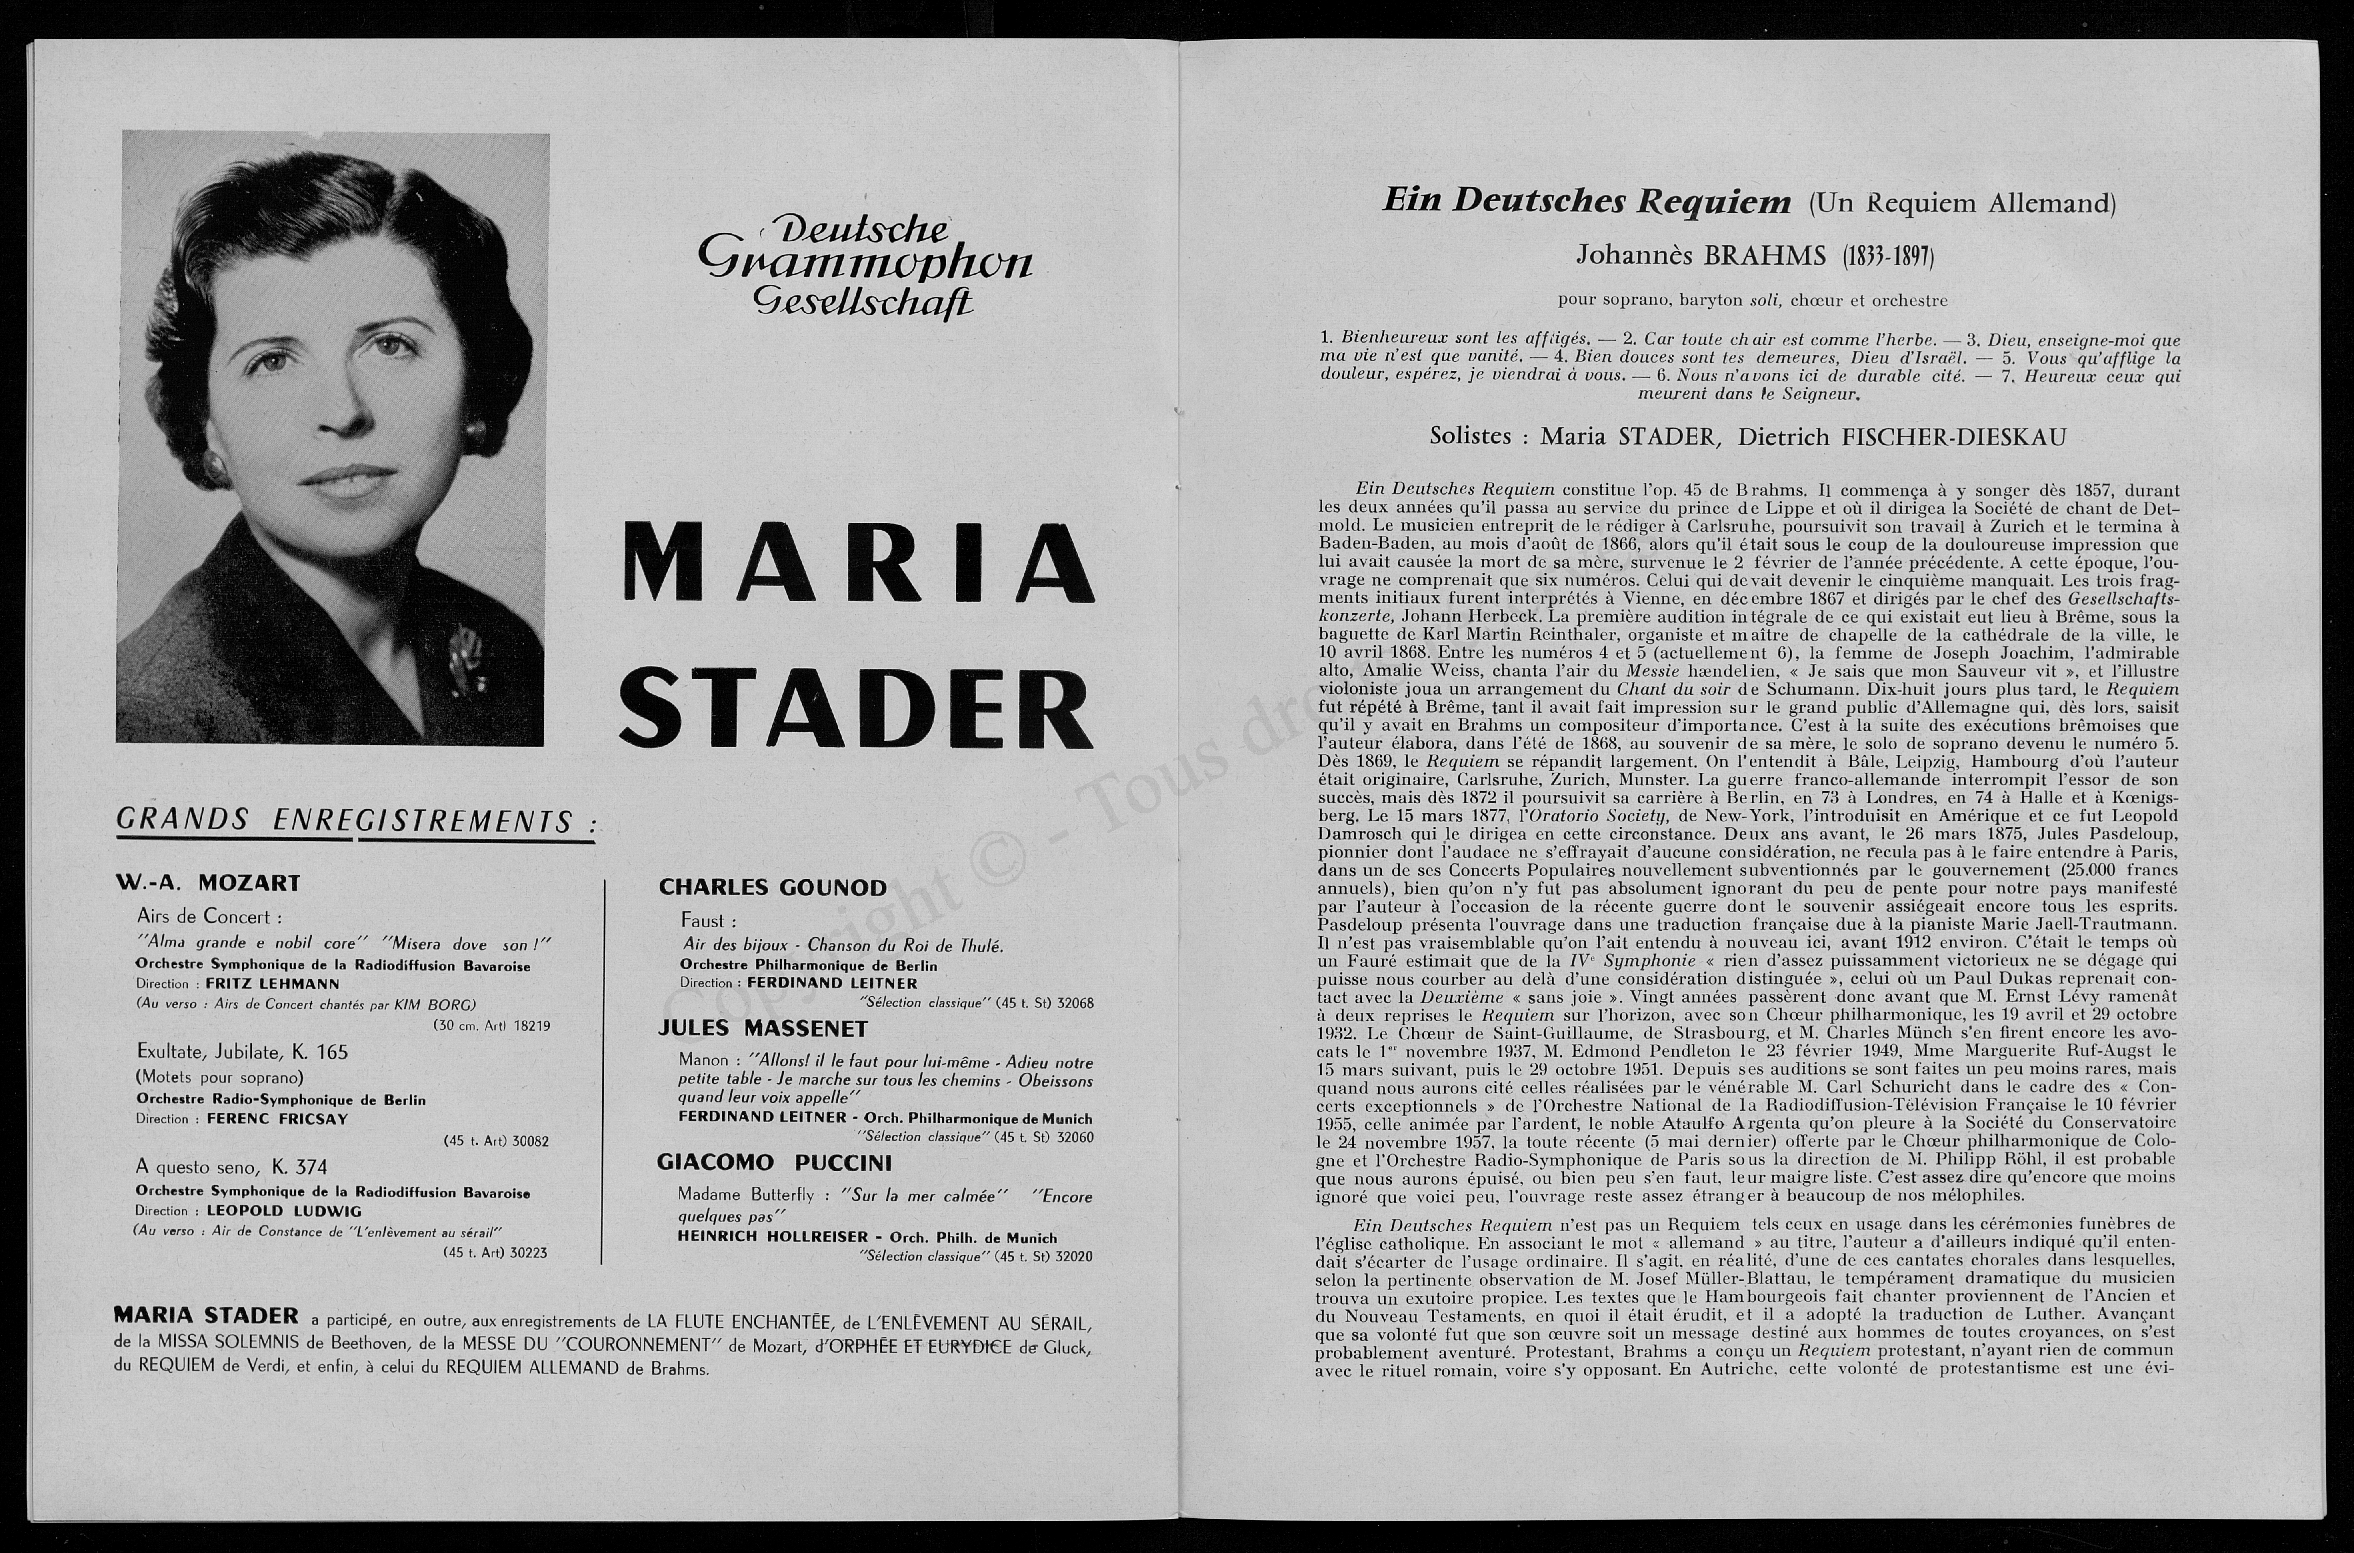 Deutsche
Grammophon
Gesellschaft
MARIA
STADER
GRANDS ENREGISTREMENTS :
W.-A. MOZART
Airs de Concert :
"Alma grande e nobil core" "Misera dove son !"
Orchestre Symphonique de la Radiodiffusion Bavaroise
Direction : FRITZ LEHMANN
(Au verso : Airs de Concert chantés par KIM BORG)
(30 cm. Art) 18219
Exultate, Jubilate, K. 165
(Motets pour soprano)
Orchestre Radio-Symphonique de Berlin
Direction : FERENC FRICSAY
(45 t. Art) 30082
A questo seno, K. 374
Orchestre Symphonique de la Radiodiffusion Bavaroise
Direction : LEOPOLD LUDWIG
(Au verso : Air de Constance de "L'enlèvement au sérail"
(45 t. Art) 30223
CHARLES GOUNOD
Faust :
Air des bijoux - Chanson du Roi de Thulé.
Orchestre Philharmonique de Berlin
Direction : FERDINAND LEITNER
"Sélection classique" (45 t. St) 32068
JULES MASSENET
Manon : "Allons! il le faut pour lui-même - Adieu notre
petite table - Je marche sur tous les chemins - Obeissons
quand leur voix appelle"
FERDINAND LEITNER - Orch. Philharmonique de Munich
"Sélection classique" (45 t. St) 32060
GIACOMO PUCCINI
Madame Butterfly : "Sur la mer calmée" "Encore
quelques pas"
HEINRICH HOLLREISER - Orch. Philh. de Munich
"Sélection classique" (45 t. St) 32020
MARIA STADER a participé, en outre, aux enregistrements de LA FLUTE ENCHANTÉE, de L'ENLÈVEMENT AU SÉRAIL,
de la MISSA SOLEMNIS de Beethoven, de la MESSE DU "COURONNEMENT" de Mozart, d'ORPHÉE ET EURYDICE de Gluck,
du REQUIEM de Verdi, et enfin, à celui du REQUIEM ALLEMAND de Brahms.
Copyright © - Tous dro
Ein Deutsches Requiem (Un Requiem Allemand)
Johannès BRAHMS (1833-1897)
pour soprano, baryton soli, chœur et orchestre
1. Bienheureux sont les affligés. — 2. Car toute chair est comme l'herbe. — 3. Dieu, enseigne-moi que
ma vie n'est que vanité. — 4. Bien douces sont tes demeures, Dieu d'Israël. — 5. Vous qu'afflige la
douleur, espérez, je viendrai à vous. — 6. Nous n'avons ici de durable cité. — 7. Heureux ceux qui
meurent dans le Seigneur.
Solistes : Maria STADER, Dietrich FISCHER-DIESKAU
Ein Deutsches Requiem constitue l'op. 45 de Brahms. Il commença à y songer dès 1857, durant
les deux années qu'il passa au service du prince de Lippe et où il dirigea la Société de chant de Det-
mold. Le musicien entreprit de le rédiger à Carlsruhe, poursuivit son travail à Zurich et le termina à
Baden-Baden, au mois d'août de 1866, alors qu'il était sous le coup de la douloureuse impression que
lui avait causée la mort de sa mère, survenue le 2 février de l'année précédente. A cette époque, l'ou-
vrage ne comprenait que six numéros. Celui qui devait devenir le cinquième manquait. Les trois frag-
ments initiaux furent interprétés à Vienne, en décembre 1867 et dirigés par le chef des Gesellschafts-
konzerte, Johann Herbeck. La première audition intégrale de ce qui existait eut lieu à Brême, sous la
baguette de Karl Martin Reinthaler, organiste et maître de chapelle de la cathédrale de la ville, le
10 avril 1868. Entre les numéros 4 et 5 (actuellement 6), la femme de Joseph Joachim, l'admirable
alto, Amalie Weiss, chanta l'air du Messie hændelien, « Je sais que mon Sauveur vit », et l'illustre
violoniste joua un arrangement du Chant du soir de Schumann. Dix-huit jours plus tard, le Requiem
fut répété à Brême, tant il avait fait impression sur le grand public d'Allemagne qui, dès lors, saisit
qu'il y avait en Brahms un compositeur d'importance. C'est à la suite des exécutions brêmoises que
l'auteur élabora, dans l'été de 1868, au souvenir de sa mère, le solo de soprano devenu le numéro 5.
Dès 1869, le Requiem se répandit largement. On l'entendit à Bâle, Leipzig, Hambourg d'où l'auteur
était originaire, Carlsruhe, Zurich, Munster. La guerre franco-allemande interrompit l'essor de son
succès, mais dès 1872 il poursuivit sa carrière à Berlin, en 73 à Londres, en 74 à Halle et à Kœnigs-
berg. Le 15 mars 1877, l'Oratorio Society, de New-York, l'introduisit en Amérique et ce fut Leopold
Damrosch qui le dirigea en cette circonstance. Deux ans avant, le 26 mars 1875, Jules Pasdeloup,
pionnier dont l'audace ne s'effrayait d'aucune considération, ne recula pas à le faire entendre à Paris,
dans un de ses Concerts Populaires nouvellement subventionnés par le gouvernement (25.000 francs
annuels), bien qu'on n'y fut pas absolument ignorant du peu de pente pour notre pays manifesté
par l'auteur à l'occasion de la récente guerre dont le souvenir assiégeait encore tous les esprits.
Pasdeloup présenta l'ouvrage dans une traduction française due à la pianiste Marie Jaell-Trautmann.
Il n'est pas vraisemblable qu'on l'ait entendu à nouveau ici, avant 1912 environ. C'était le temps où
un Fauré estimait que de la IVe Symphonie « rien d'assez puissamment victorieux ne se dégage qui
puisse nous courber au delà d'une considération distinguée », celui où un Paul Dukas reprenait con-
tact avec la Deuxième « sans joie ». Vingt années passèrent donc avant que M. Ernst Lévy ramenât
à deux reprises le Requiem sur l'horizon, avec son Chœur philharmonique, les 19 avril et 29 octobre
1932. Le Chœur de Saint-Guillaume, de Strasbourg, et M. Charles Münch s'en firent encore les avo-
cats le 1er novembre 1937, M. Edmond Pendleton le 23 février 1949, Mme Marguerite Ruf-Augst le
15 mars suivant, puis le 29 octobre 1951. Depuis ses auditions se sont faites un peu moins rares, mais
quand nous aurons cité celles réalisées par le vénérable M. Carl Schuricht dans le cadre des « Con-
certs exceptionnels » de l'Orchestre National de la Radiodiffusion-Télévision Française le 10 février
1955, celle animée par l'ardent, le noble Ataulfo Argenta qu'on pleure à la Société du Conservatoire
le 24 novembre 1957, la toute récente (5 mai dernier) offerte par le Chœur philharmonique de Colo-
gne et l'Orchestre Radio-Symphonique de Paris sous la direction de M. Philipp Röhl, il est probable
que nous aurons épuisé, ou bien peu s'en faut, leur maigre liste. C'est assez dire qu'encore que moins
ignoré que voici peu, l'ouvrage reste assez étranger à beaucoup de nos mélophiles.
Ein Deutsches Requiem n'est pas un Requiem tels ceux en usage dans les cérémonies funèbres de
l'église catholique. En associant le mot « allemand » au titre, l'auteur a d'ailleurs indiqué qu'il enten-
dait s'écarter de l'usage ordinaire. Il s'agit, en réalité, d'une de ces cantates chorales dans lesquelles,
selon la pertinente observation de M. Josef Müller-Blattau, le tempérament dramatique du musicien
trouva un exutoire propice. Les textes que le Hambourgeois fait chanter proviennent de l'Ancien et
du Nouveau Testaments, en quoi il était érudit, et il a adopté la traduction de Luther. Avançant
que sa volonté fut que son œuvre soit un message destiné aux hommes de toutes croyances, on s'est
probablement aventuré. Protestant, Brahms a conçu un Requiem protestant, n'ayant rien de commun
avec le rituel romain, voire s'y opposant. En Autriche, cette volonté de protestantisme est une évi-